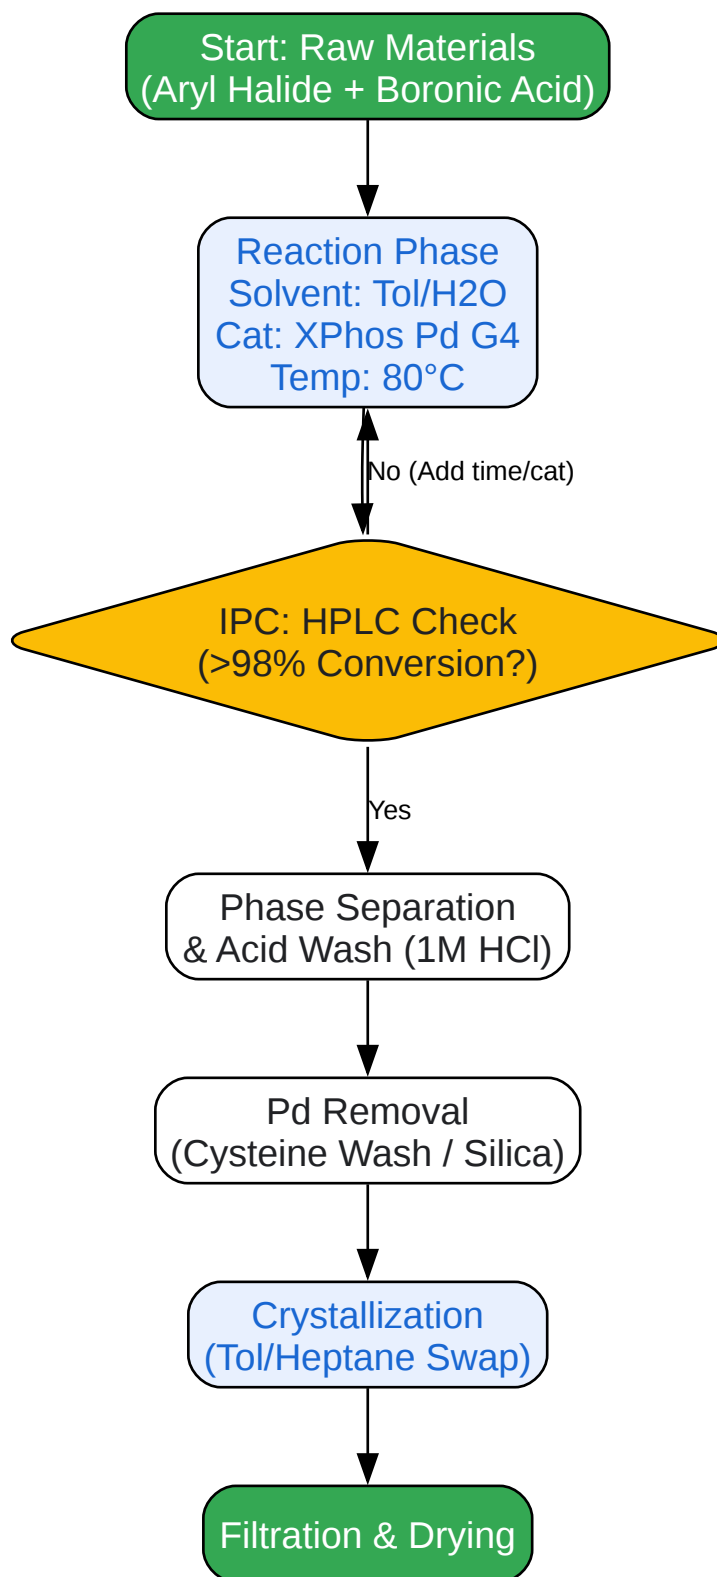 Start: Raw Materials
(Aryl Halide + Boronic Acid)
Reaction Phase
Solvent: Tol/H2O
Cat: XPhos Pd G4
Temp: 80°C
No (Add time/cat)
IPC: HPLC Check
(>98% Conversion?)
Yes
Phase Separation
& Acid Wash (1M HCl)
Pd Removal
(Cysteine Wash / Silica)
Crystallization
(Tol/Heptane Swap)
Filtration & Drying